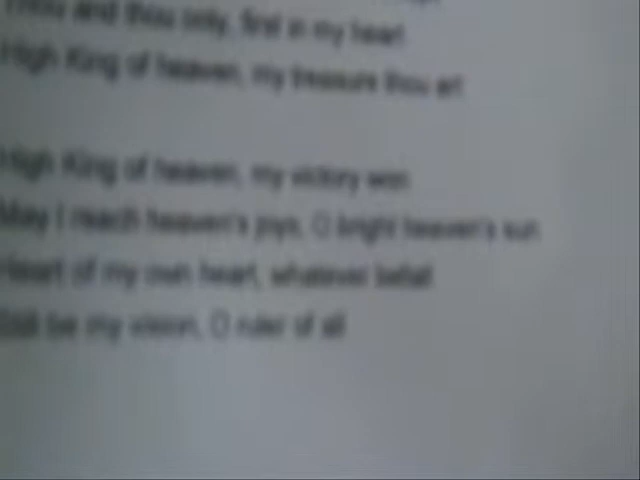 Thou and thou only, first in my heart
High King of heaven, my treasure thou art
High King of heaven, my victory won
May I reach heaven's joys, O bright heaven's sun
Heart of my own heart, whatever befall
Still be my vision, O ruler of all